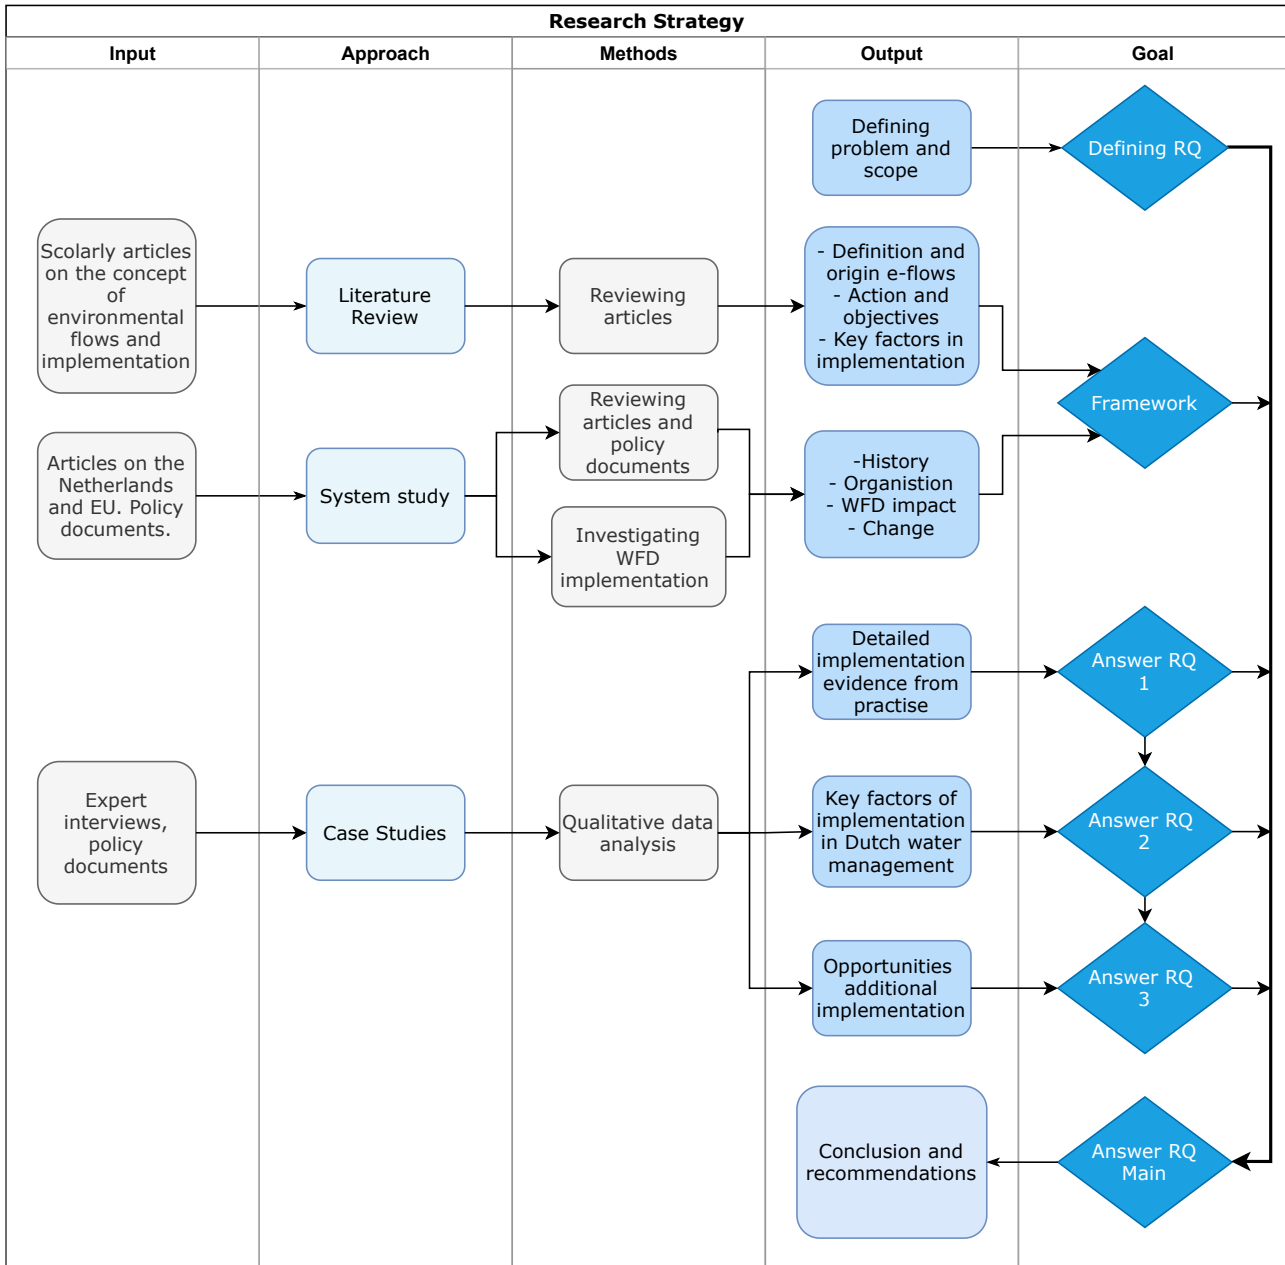 Research Strategy
Input
Approach
Methods
Output
Goal
Defining
problem and
scope
Defining RQ
Scolarly articles
on the concept
of
environmental
flows and
implementation
Literature
Review
Reviewing
articles
- Definition and
origin e-flows
- Action and
objectives
- Key factors in
implementation
Framework
Articles on the
Netherlands
and EU. Policy
documents.
System study
Reviewing
articles and
policy
documents
Investigating
WFD
implementation
-History
- Organistion
- WFD impact
- Change
Detailed
implementation
evidence from
practise
Answer RQ
1
Expert
interviews,
policy
documents
Case Studies
Qualitative data
analysis
Key factors of
implementation
in Dutch water
management
Answer RQ
2
Opportunities
additional
implementation
Answer RQ
3
Conclusion and
recommendations
Answer RQ
Main